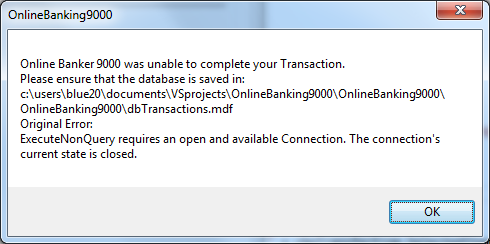 OnlineBanking9000
Online Banker 9000 was unable to complete your Transaction.
Please ensure that the database is saved in:
c:\users\blue20\documents\VSprojects\OnlineBanking9000\OnlineBanking9000\
OnlineBanking9000\dbTransactions.mdf
Original Error:
ExecuteNonQuery requires an open and available Connection. The connection's
current state is closed.
OK